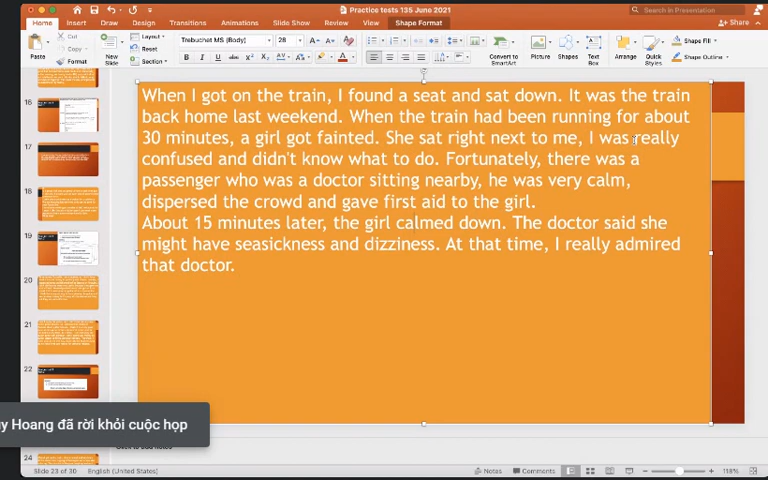 Practice tests 135 June 2021
Search in Presentation
Home Insert Draw Design Transitions Animations Slide Show Review View Shape Format
Share
Cut
Copy
Format
Paste
New
Slide
Layout
Reset
Section
Trebuchet MS (Body)
28
Convert to
SmartArt
Picture
Shapes
Text
Box
Arrange
Quick
Styles
Shape Fill
Shape Outline
When I got on the train, I found a seat and sat down. It was the train
back home last weekend. When the train had been running for about
30 minutes, a girl got fainted. She sat right next to me, I was really
confused and didn't know what to do. Fortunately, there was a
passenger who was a doctor sitting nearby, he was very calm,
dispersed the crowd and gave first aid to the girl.
About 15 minutes later, the girl calmed down. The doctor said she
might have seasickness and dizziness. At that time, I really admired
that doctor.
16
17
18
19
20
21
22
24
y Hoang đã rời khỏi cuộc họp
Slide 23 of 30 English (United States)
Notes Comments
118%